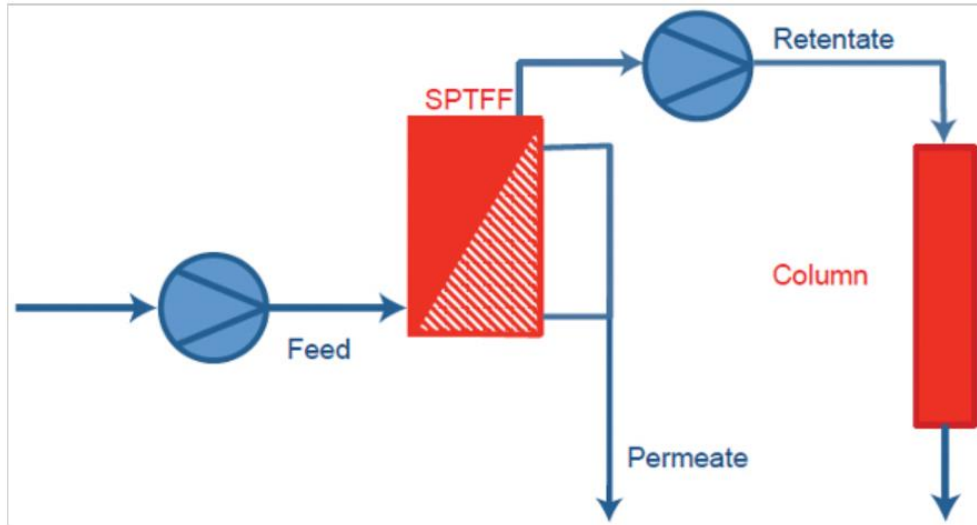 Retentate
SPTFF
Column
Feed
Permeate